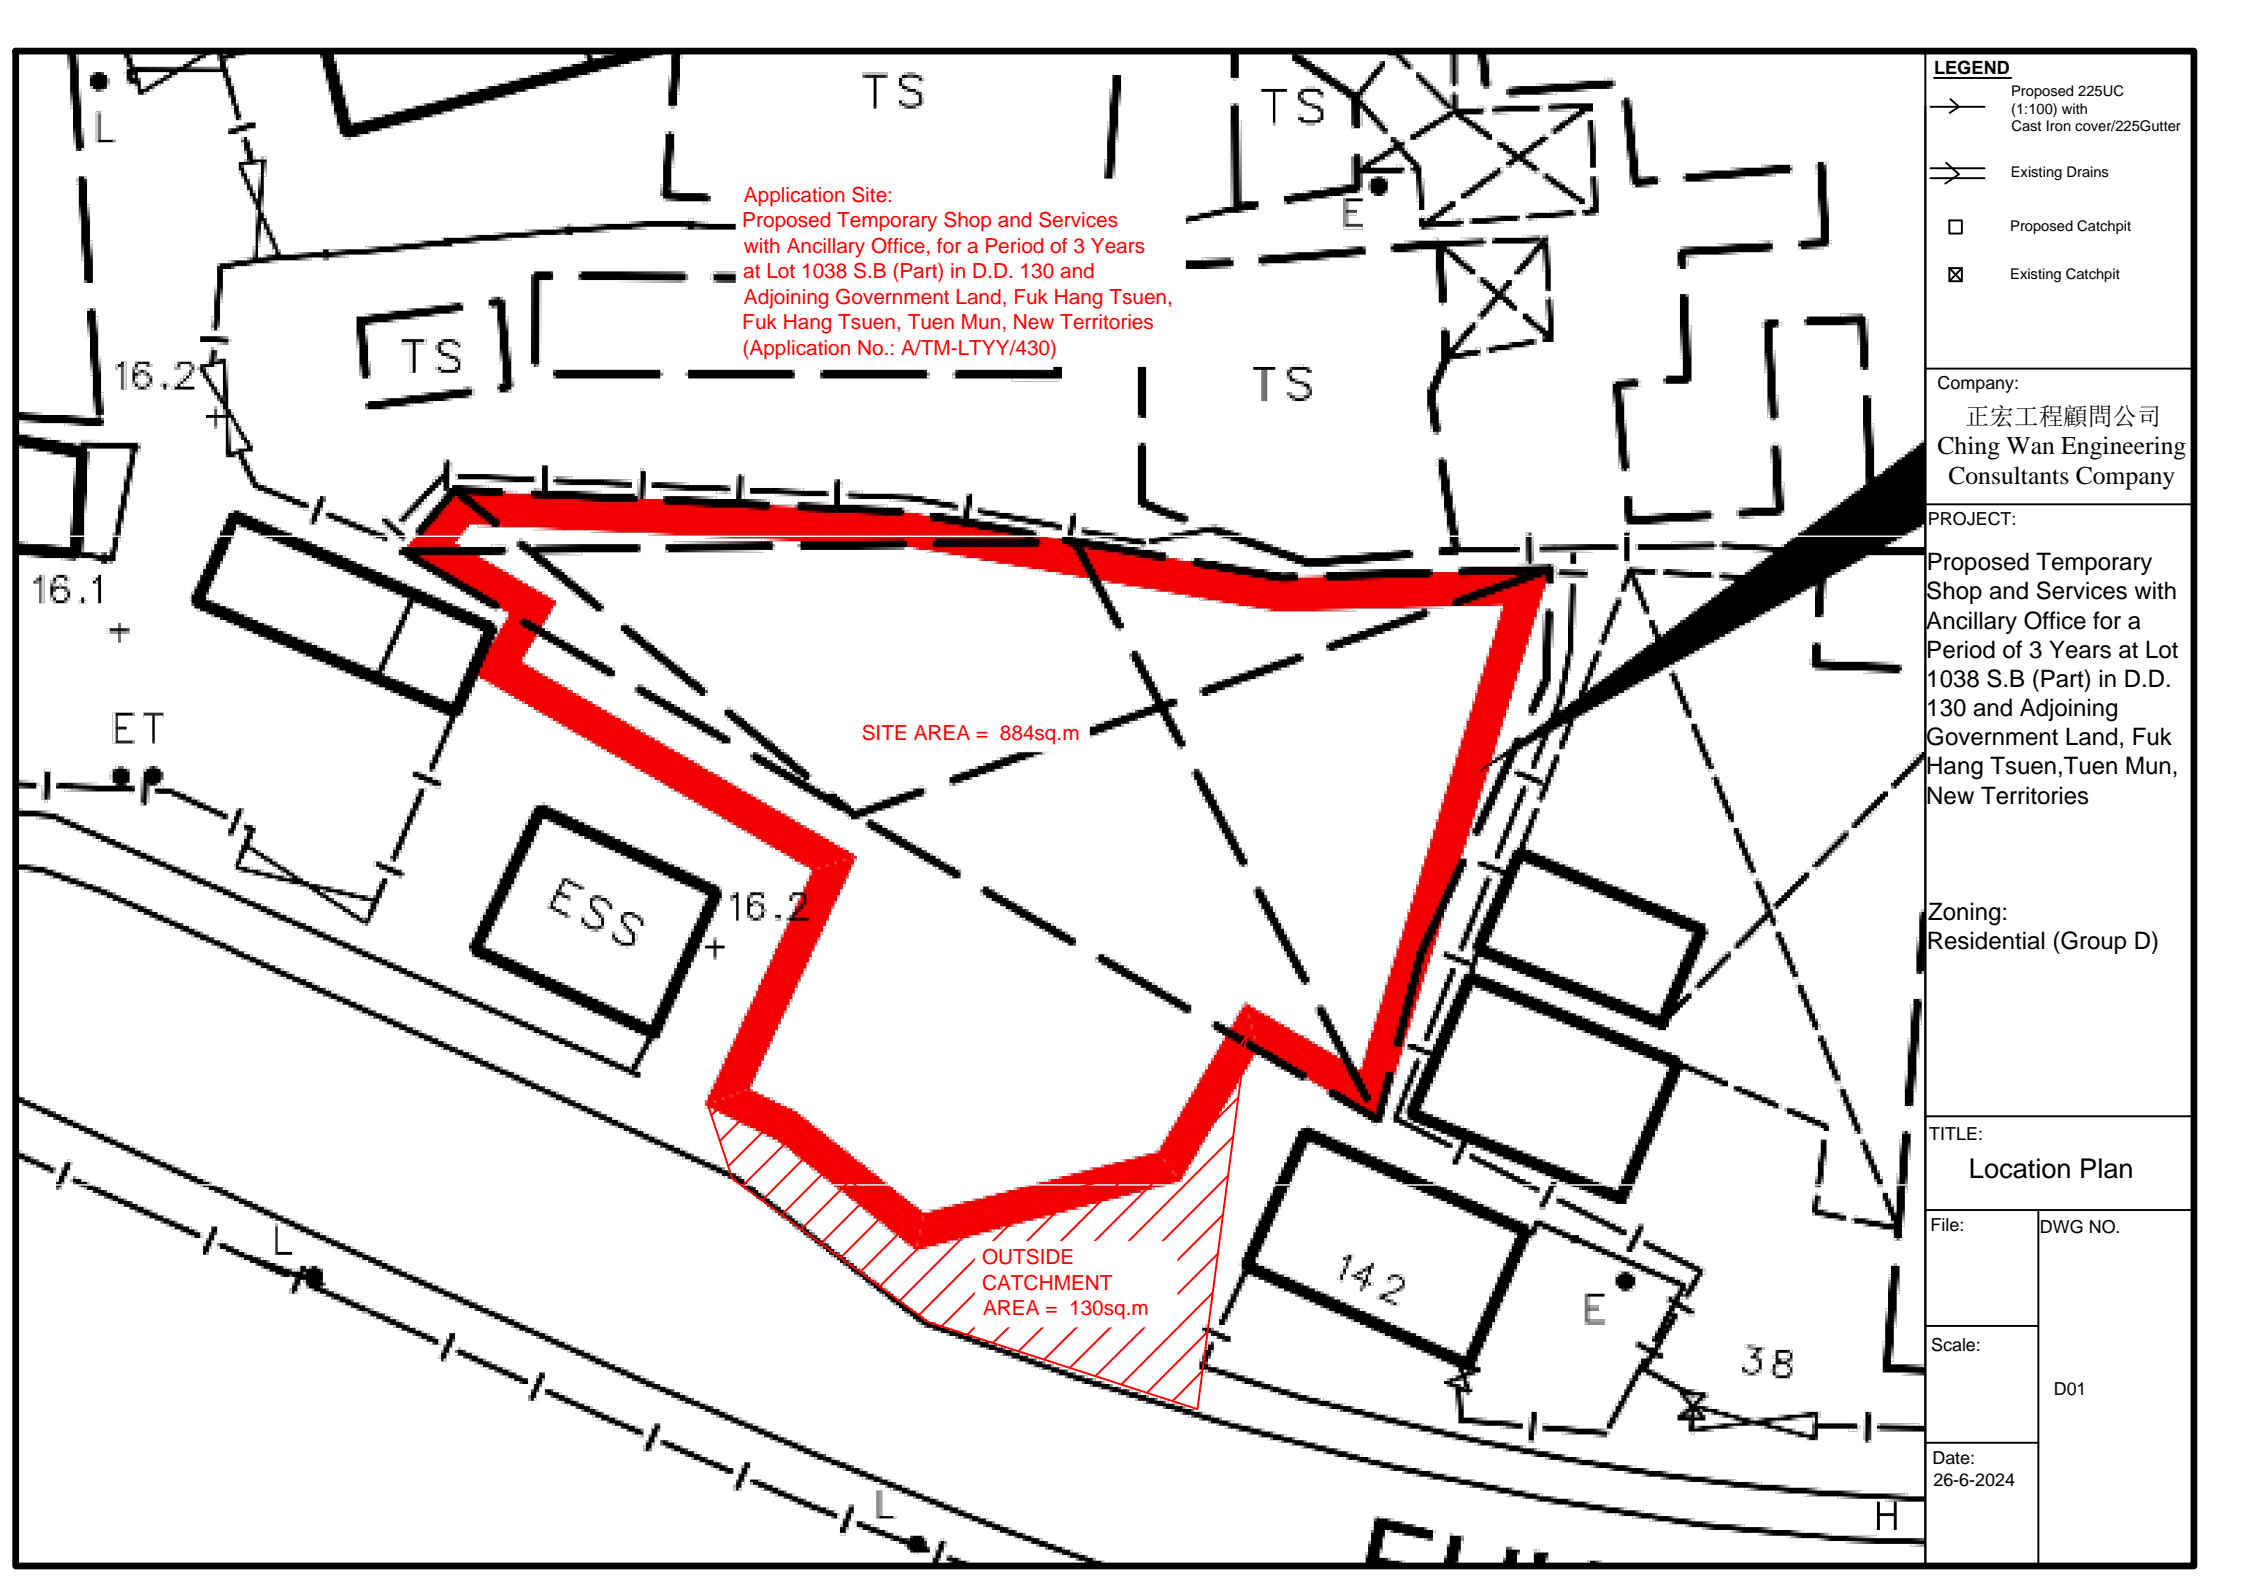 L
TS
TS
E
Application Site:
Proposed Temporary Shop and Services
with Ancillary Office, for a Period of 3 Years
at Lot 1038 S.B (Part) in D.D. 130 and
Adjoining Government Land, Fuk Hang Tsuen,
Fuk Hang Tsuen, Tuen Mun, New Territories
(Application No.: A/TM-LTYY/430)
16.2
TS
TS
16.1
ET
SITE AREA = 884sq.m
ESS
16.2
L
OUTSIDE
CATCHMENT
AREA = 130sq.m
14.2
E
38
L
H
LEGEND
Proposed 225UC
(1:100) with
Cast Iron cover/225Gutter
Existing Drains
Proposed Catchpit
Existing Catchpit
Company:
正宏工程顧問公司
Ching Wan Engineering
Consultants Company
PROJECT:
Proposed Temporary
Shop and Services with
Ancillary Office for a
Period of 3 Years at Lot
1038 S.B (Part) in D.D.
130 and Adjoining
Government Land, Fuk
Hang Tsuen,Tuen Mun,
New Territories
Zoning:
Residential (Group D)
TITLE:
Location Plan
File:
DWG NO.
Scale:
D01
Date:
26-6-2024